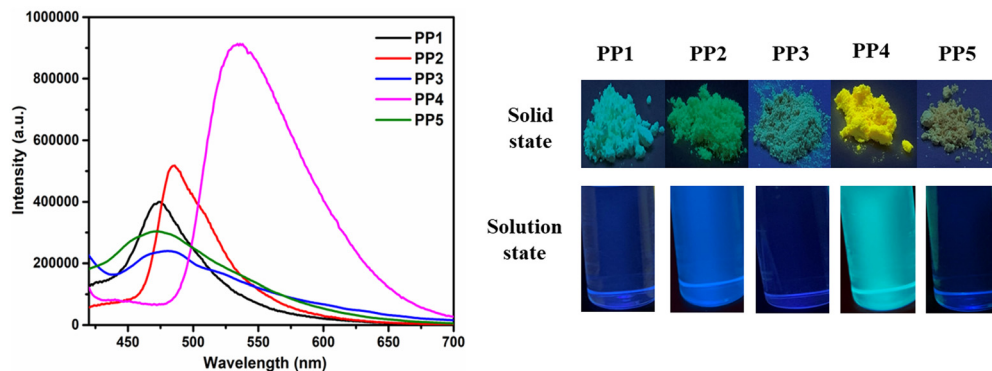 1000000
800000
600000
400000
200000
0
Intensity (a.u.)
450 500 550 600 650 700
Wavelength (nm)
PP1
PP2
PP3
PP4
PP5
PP1 PP2 PP3 PP4 PP5
Solid
state
Solution
state